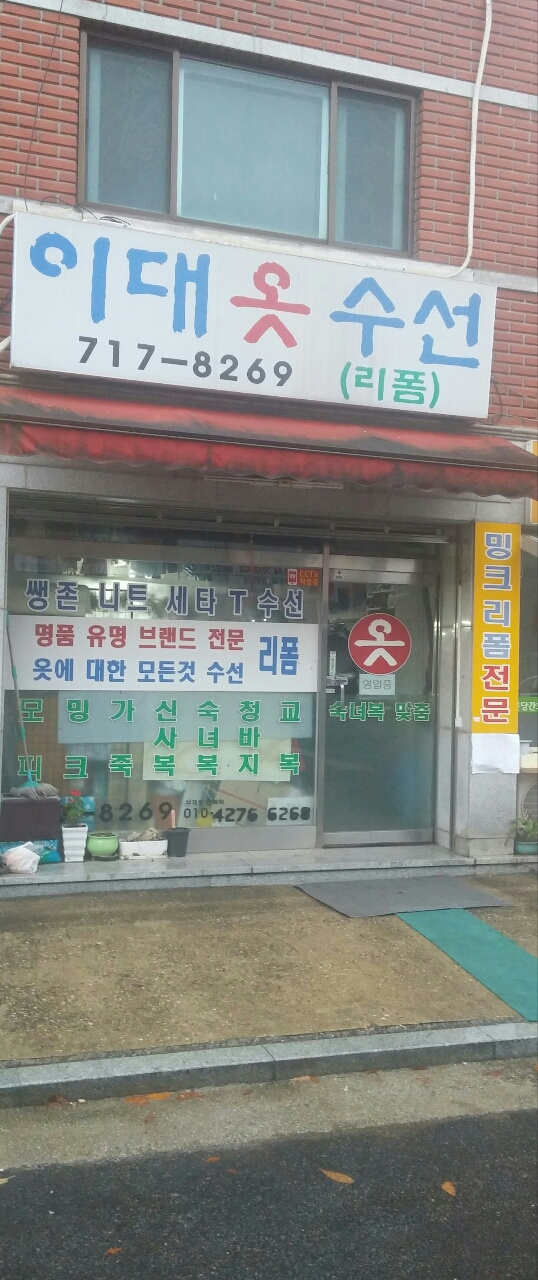 이대 옷 수선
717-8269
(리폼)
CCTV
쌩존 니트 세타 T 수선
명품 유명 브랜드 전문
옷에 대한 모든것 수선
리폼
옷
영업중
모 밍 가 신 숙 청 교
사 녀 바
피 크 죽 복 복 지 복
숙녀복 맞춤
-8269
010-4276 6268
밍크리폼전문